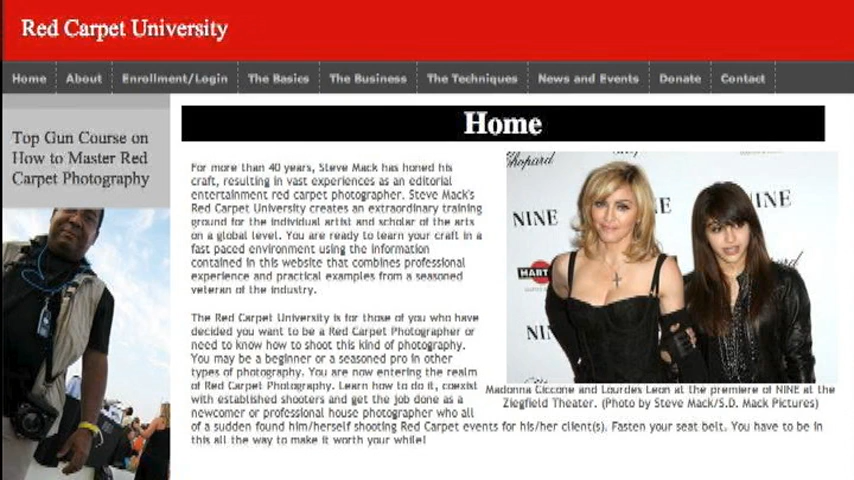 Red Carpet University
Home About Enrollment/Login The Basics The Business The Techniques News and Events Donate Contact
Top Gun Course on
How to Master Red
Carpet Photography
Home
For more than 40 years, Steve Mack has honed his
craft, resulting in vast experiences as an editorial
entertainment red carpet photographer. Steve Mack's
Red Carpet University creates an extraordinary training
ground for the individual artist and scholar of the arts
on a global level. You are ready to learn your craft in a
fast paced environment using the information
contained in this website that combines professional
experience and practical examples from a seasoned
veteran of the industry.
The Red Carpet University is for those of you who have
decided you want to be a Red Carpet Photographer or
need to know how to shoot this kind of photography.
You may be a beginner or a seasoned pro in other
types of photography. You are now entering the realm
of Red Carpet Photography. Learn how to do it, coexist
with established shooters and get the job done as a
newcomer or professional house photographer who all
of a sudden found him/herself shooting Red Carpet events for his/her client(s). Fasten your seat belt. You have to be in
this all the way to make it worth your while!
Chopard
NINE
NINE
HART
Madonna Ciccone and Lourdes Leon at the premiere of NINE at the
Ziegfield Theater. (Photo by Steve Mack/S.D. Mack Pictures)